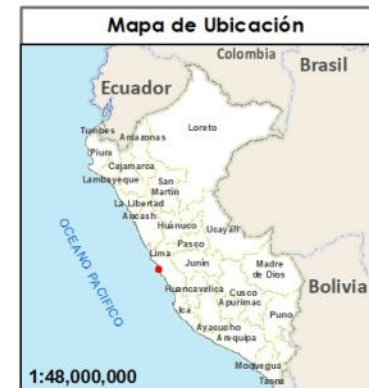 Mapa de Ubicación
Colombia
Brasil
Ecuador
Tumbes
Amazonas
Loreto
Piura
Cajamarca
Lambayeque
San
Martín
La Libertad
Ancash
Huánuco
Ucayali
Pasco
OCEANO PACIFICO
Lima
Junín
Madre
de Dios
Huancavelica
Cusco
Apurimac
Bolivia
Ica
Puno
Ayacucho
Arequipa
Moquegua
Tacna
1:48,000,000